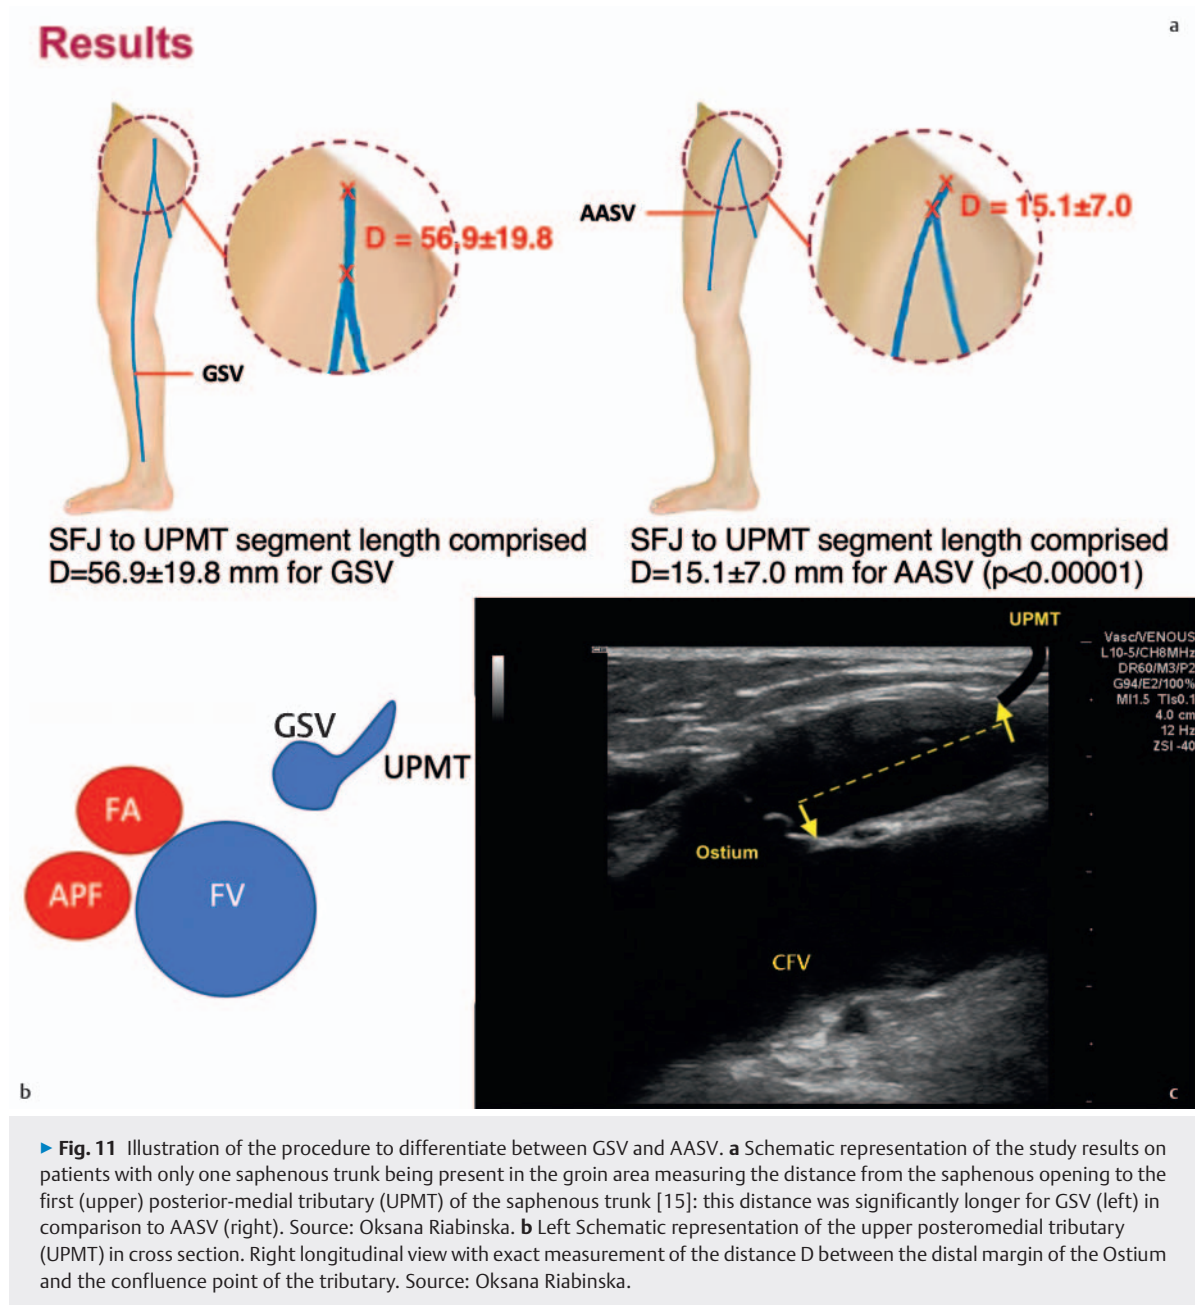 Results
a
D = 56.9±19.8
GSV
AASV
D = 15.1±7.0
SFJ to UPMT segment length comprised
D=56.9±19.8 mm for GSV
SFJ to UPMT segment length comprised
D=15.1±7.0 mm for AASV (p<0.00001)
GSV
UPMT
FA
APF
FV
b
UPMT
Vasc/VENOUS
L10-5/CH8MHz
DR60/M3/P2
G94/E2/100%
MI1.5 TIs0.1
4.0 cm
12 Hz
ZSI -40
Ostium
CFV
c
▶ Fig. 11 Illustration of the procedure to differentiate between GSV and AASV. a Schematic representation of the study results on
patients with only one saphenous trunk being present in the groin area measuring the distance from the saphenous opening to the
first (upper) posterior-medial tributary (UPMT) of the saphenous trunk [15]: this distance was significantly longer for GSV (left) in
comparison to AASV (right). Source: Oksana Riabinska. b Left Schematic representation of the upper posteromedial tributary
(UPMT) in cross section. Right longitudinal view with exact measurement of the distance D between the distal margin of the Ostium
and the confluence point of the tributary. Source: Oksana Riabinska.